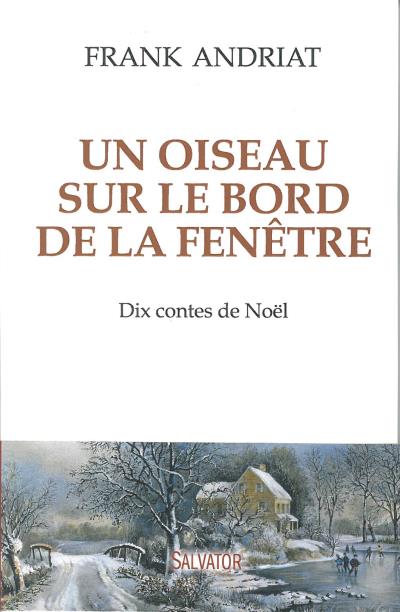 FRANK ANDRIAT
UN OISEAU
SUR LE BORD
DE LA FENÊTRE
Dix contes de Noël
SALVATOR